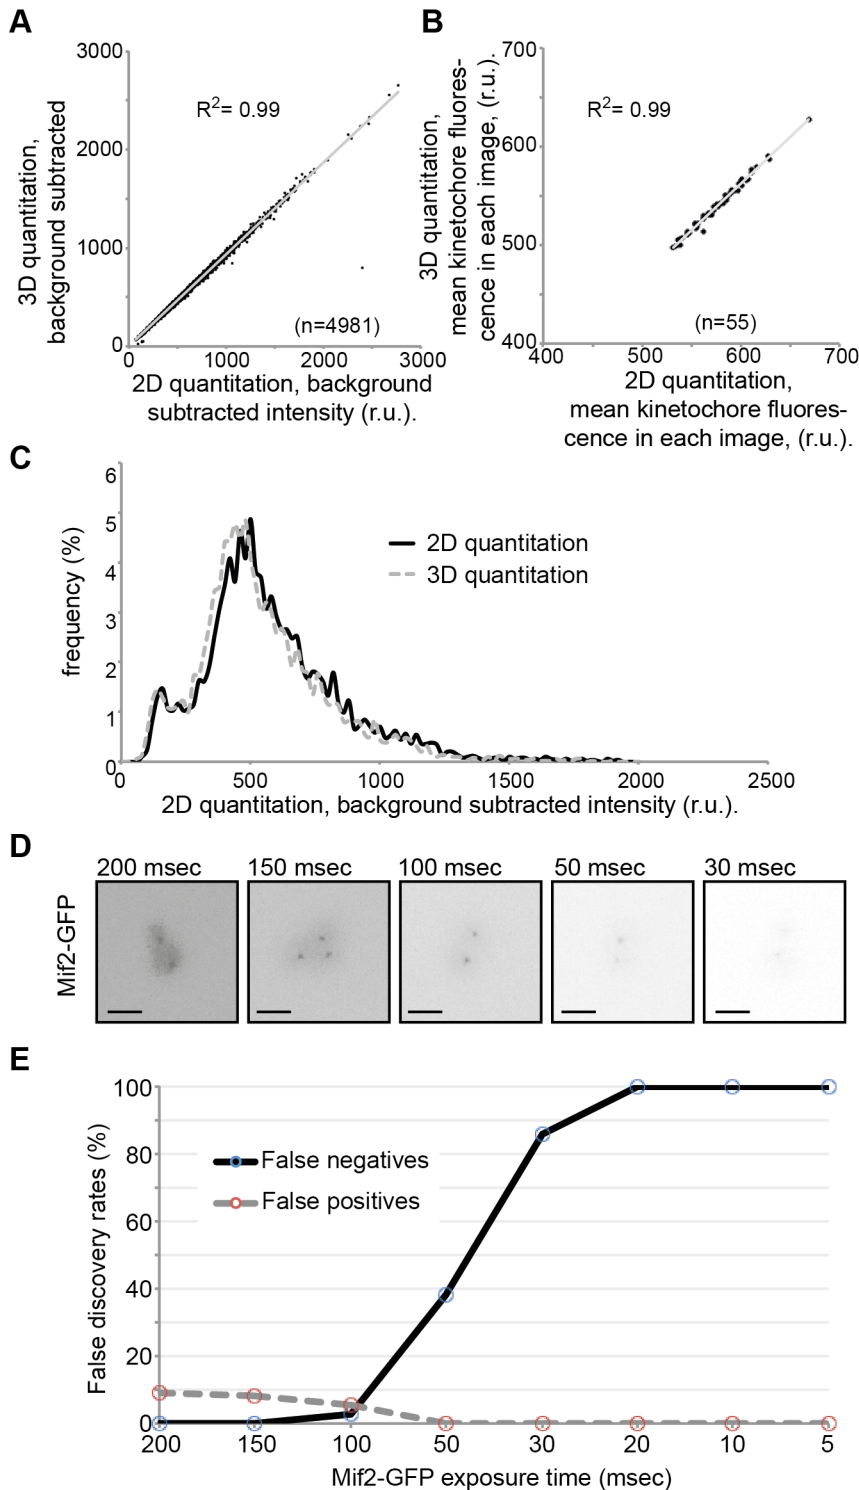 A
3000
2000
1000
0
3D quantitation,
background subtracted
R2= 0.99
(n=4981)
0 1000 2000 3000
2D quantitation, background
subtracted intensity (r.u.).
B
700
600
500
400
3D quantitation,
mean kinetochore fluores-
cence in each image, (r.u.).
R2= 0.99
(n=55)
400 500 600 700
2D quantitation,
mean kinetochore fluores-
cence in each image, (r.u.).
C
6
5
4
3
2
1
0
frequency (%)
2D quantitation
3D quantitation
0 500 1000 1500 2000 2500
2D quantitation, background subtracted intensity (r.u.).
D
200 msec 150 msec 100 msec 50 msec 30 msec
Mif2-GFP
E
100
80
60
40
20
0
False discovery rates (%)
False negatives
False positives
200 150 100 50 30 20 10 5
Mif2-GFP exposure time (msec)